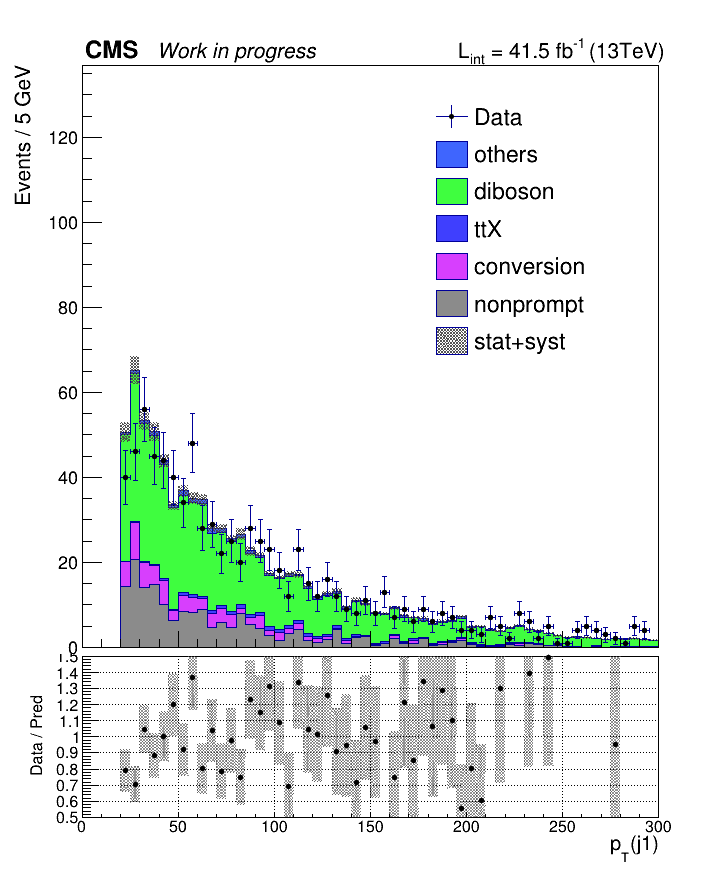 CMS Work in progress L_int = 41.5 fb^-1 (13TeV)
Events / 5 GeV
120
100
80
60
40
20
0
Data
others
diboson
ttX
conversion
nonprompt
stat+syst
Data / Pred
1.5
1.4
1.3
1.2
1.1
1
0.9
0.8
0.7
0.6
0.5
0 50 100 150 200 250 300
p_T(j1)